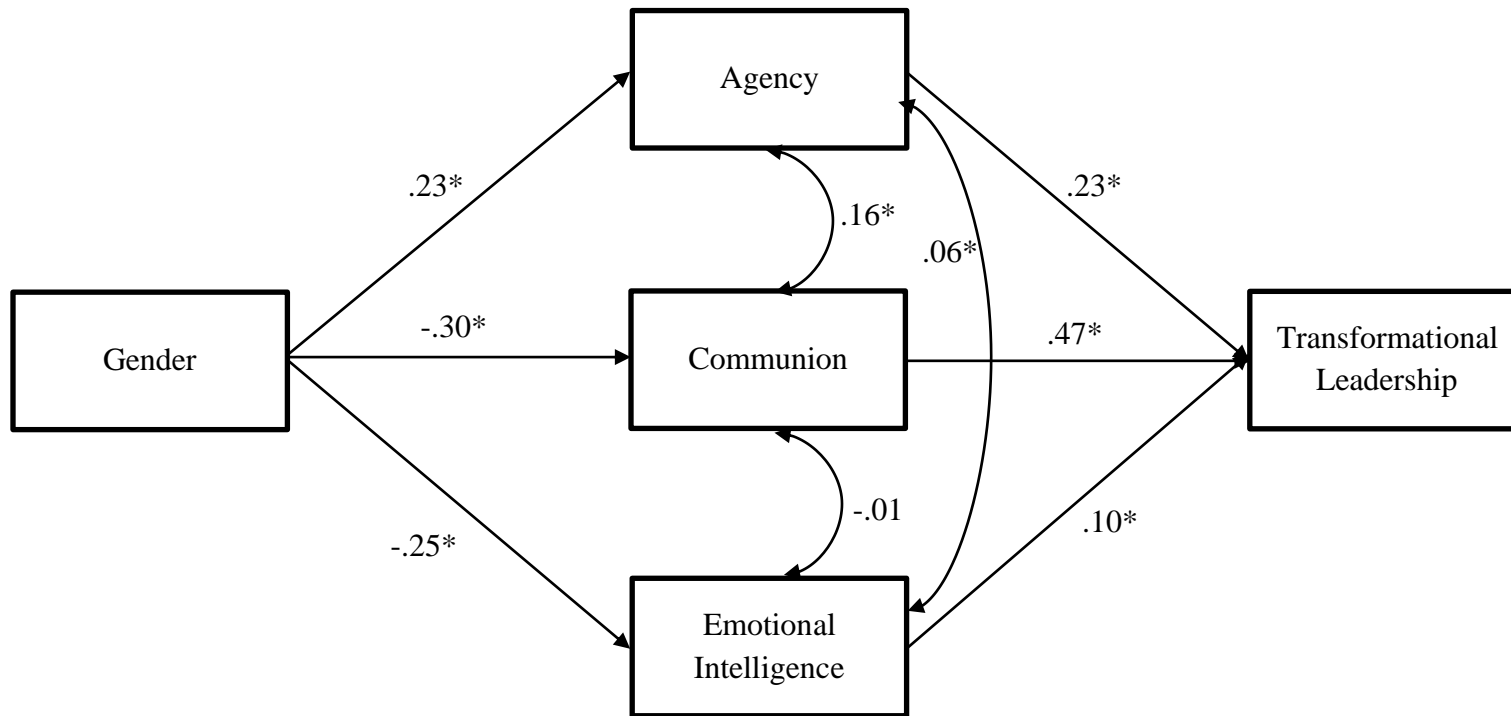 Agency
.23*
.23*
.16*
.06*
Gender
-.30*
Communion
.47*
Transformational
Leadership
-.25*
-.01
.10*
Emotional
Intelligence